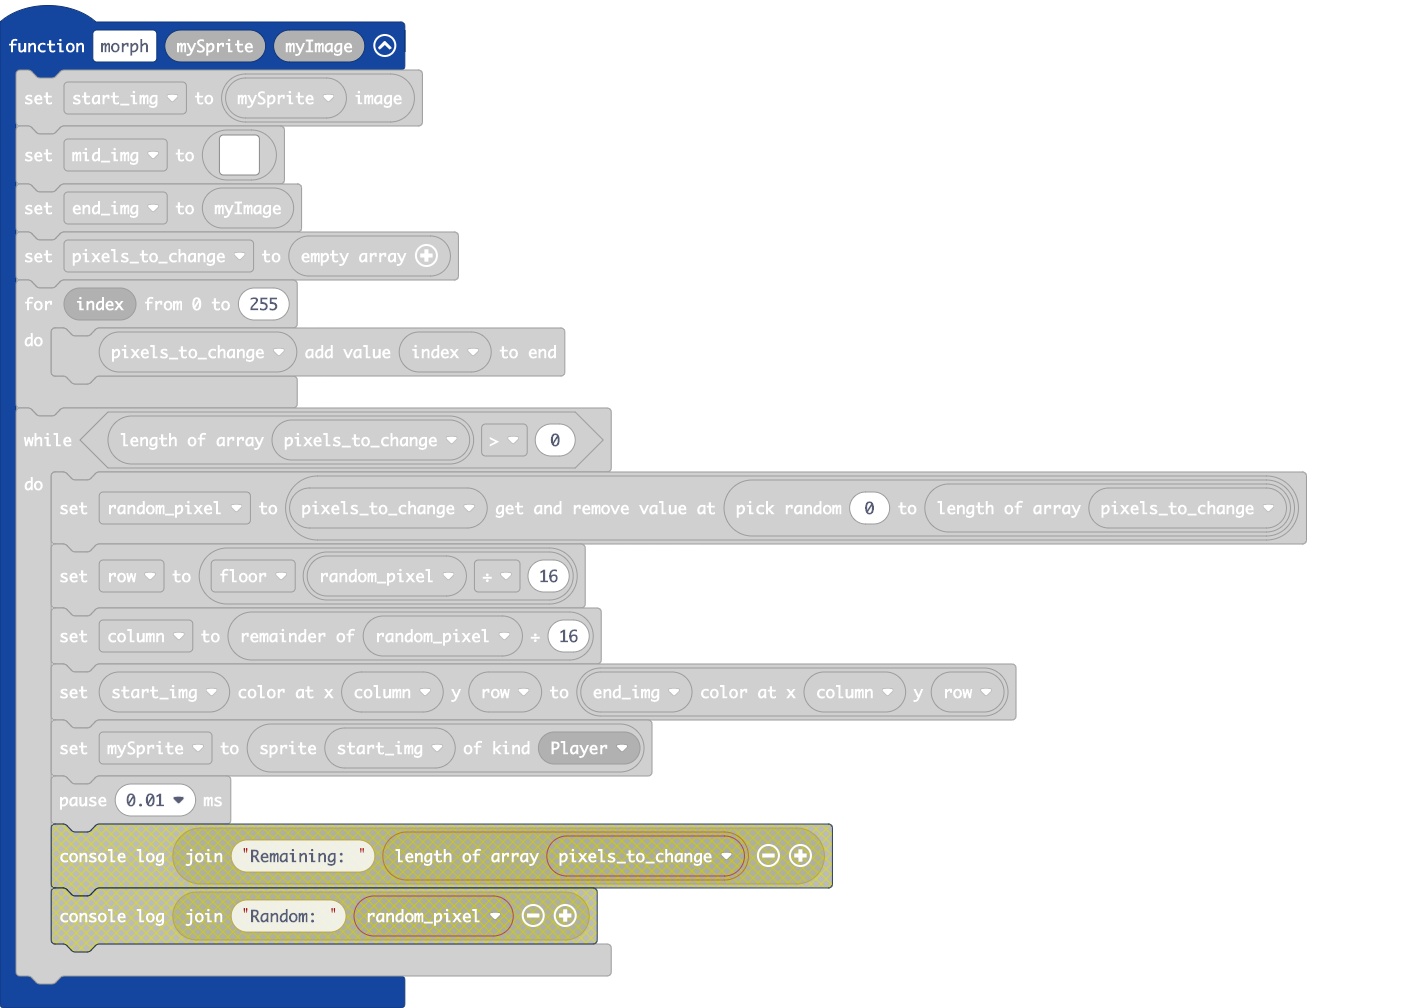 function morph mySprite myImage
set start_img to mySprite image
set mid_img to
set end_img to myImage
set pixels_to_change to empty array
for index from 0 to 255
do pixels_to_change add value index to end
while length of array pixels_to_change > 0
do
set random_pixel to pixels_to_change get and remove value at pick random 0 to length of array pixels_to_change
set row to floor random_pixel ÷ 16
set column to remainder of random_pixel ÷ 16
set start_img color at x column y row to end_img color at x column y row
set mySprite to sprite start_img of kind Player
pause 0.01 ms
console log join "Remaining: " length of array pixels_to_change
console log join "Random: " random_pixel